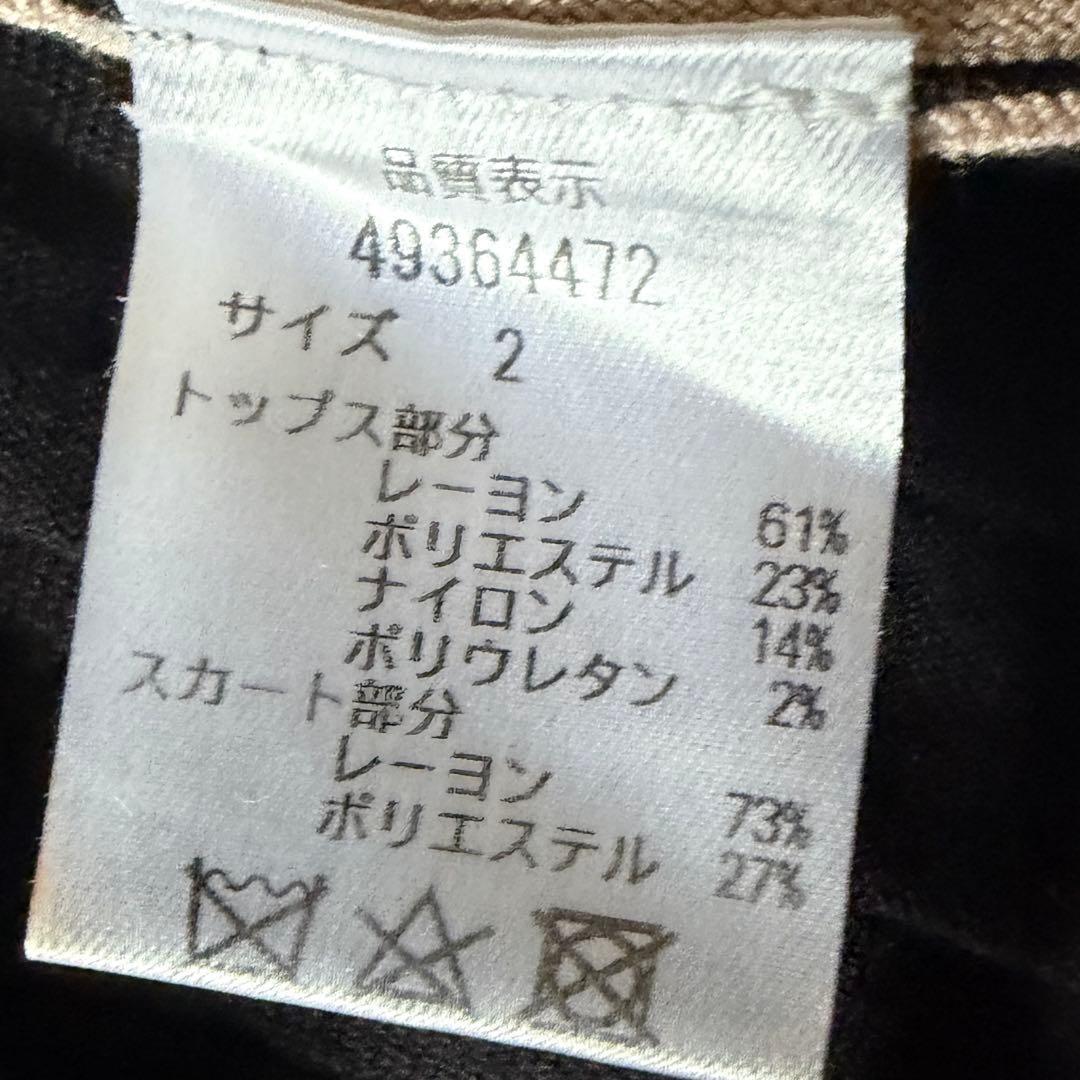 品質表示
49364472
サイズ 2
トップス部分
レーヨン 61%
ポリエステル 23%
ナイロン 14%
ポリウレタン 2%
スカート部分
レーヨン 73%
ポリエステル 27%